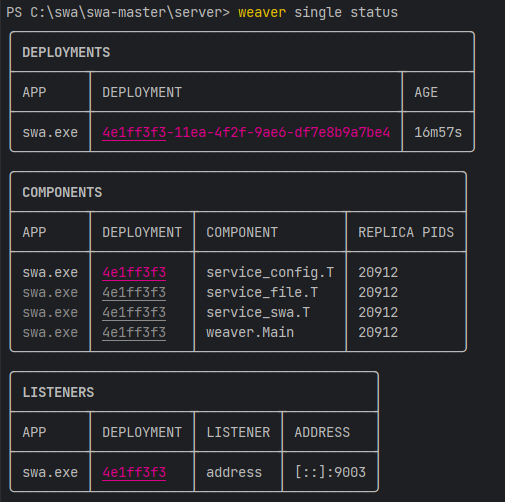 PS C:\swa\swa-master\server> weaver single status
DEPLOYMENTS
APP DEPLOYMENT AGE
swa.exe 4e1ff3f3-11ea-4f2f-9ae6-df7e8b9a7be4 16m57s
COMPONENTS
APP DEPLOYMENT COMPONENT REPLICA PIDS
swa.exe 4e1ff3f3 service_config.T 20912
swa.exe 4e1ff3f3 service_file.T 20912
swa.exe 4e1ff3f3 service_swa.T 20912
swa.exe 4e1ff3f3 weaver.Main 20912
LISTENERS
APP DEPLOYMENT LISTENER ADDRESS
swa.exe 4e1ff3f3 address [::]:9003